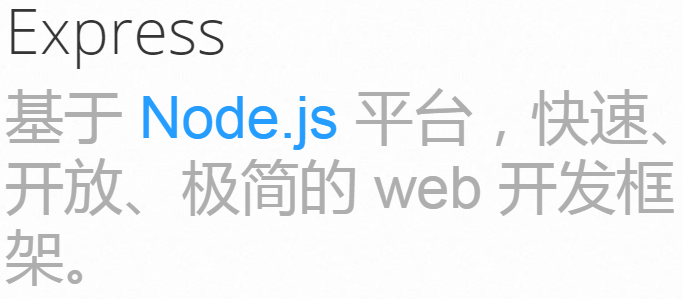 Express
基于 Node.js 平台，快速、
开放、极简的 web 开发框
架。